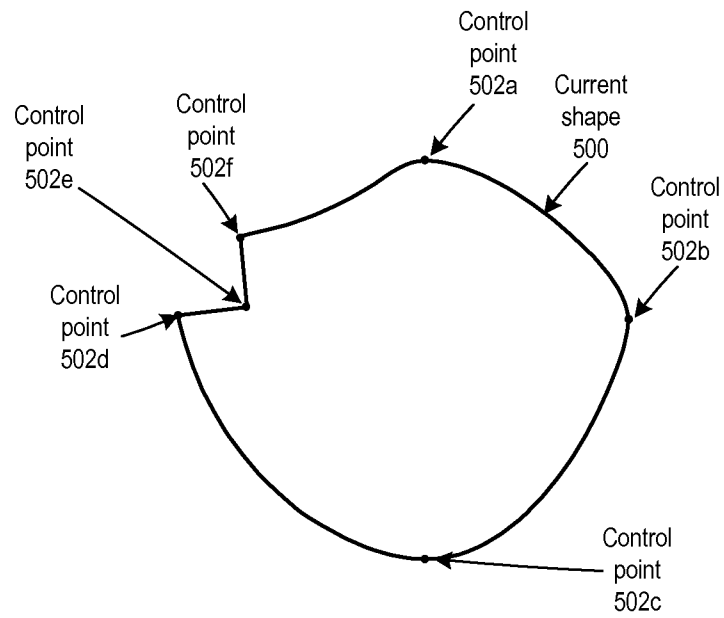 Control
point
502a
Current
shape
500
Control
point
502f
Control
point
502e
Control
point
502b
Control
point
502d
Control
point
502c